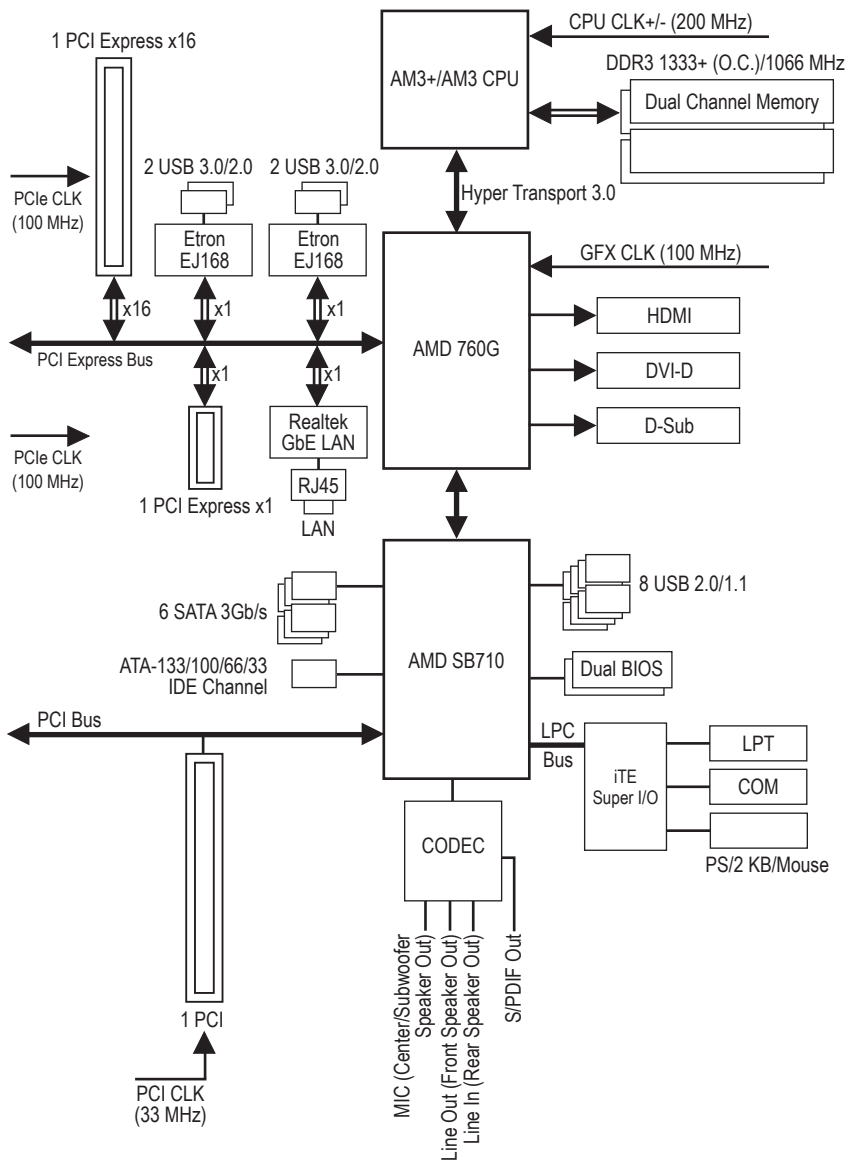 1 PCI Express x16
CPU CLK+/- (200 MHz)
AM3+/AM3 CPU
DDR3 1333+ (O.C.)/1066 MHz
Dual Channel Memory
2 USB 3.0/2.0
2 USB 3.0/2.0
PCIe CLK
(100 MHz)
Hyper Transport 3.0
Etron
EJ168
Etron
EJ168
GFX CLK (100 MHz)
x16
x1
x1
HDMI
PCI Express Bus
AMD 760G
DVI-D
x1
x1
D-Sub
PCIe CLK
(100 MHz)
Realtek
GbE LAN
RJ45
1 PCI Express x1
LAN
6 SATA 3Gb/s
8 USB 2.0/1.1
AMD SB710
ATA-133/100/66/33
IDE Channel
Dual BIOS
PCI Bus
LPC
Bus
iTE
Super I/O
LPT
COM
PS/2 KB/Mouse
CODEC
MIC (Center/Subwoofer
Speaker Out)
Line Out (Front Speaker Out)
Line In (Rear Speaker Out)
S/PDIF Out
1 PCI
PCI CLK
(33 MHz)